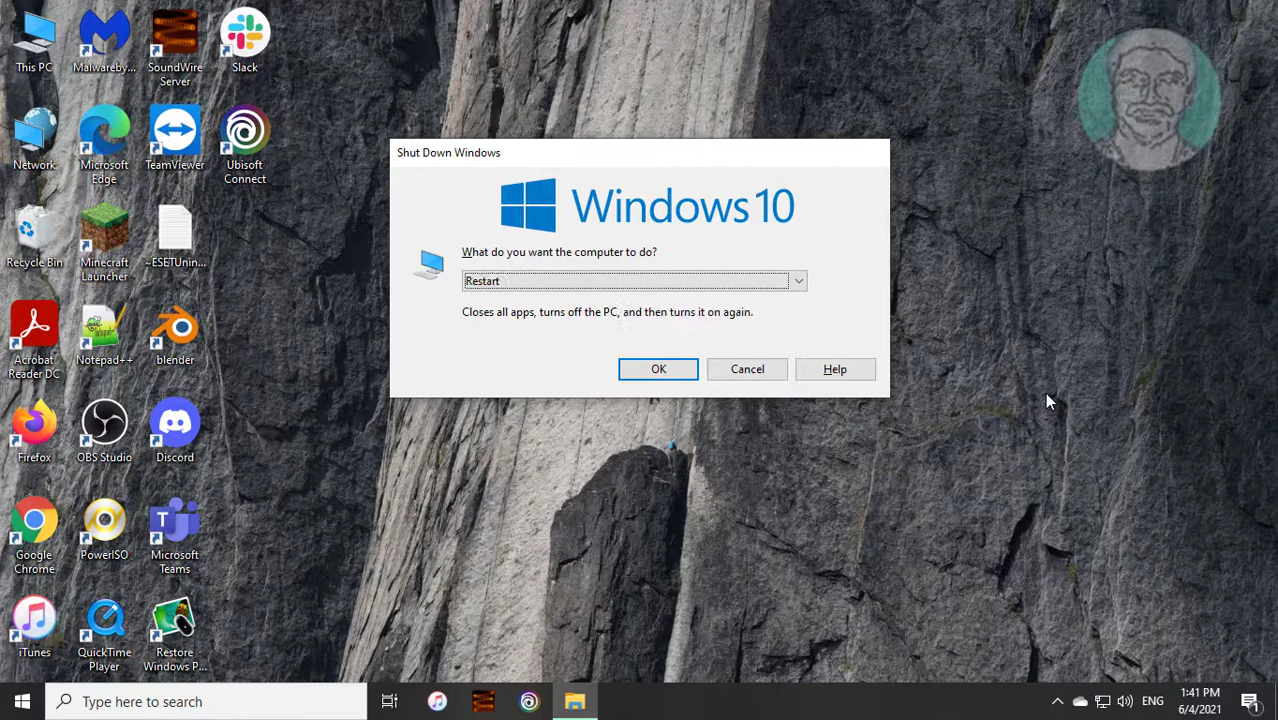 This PC
Malwareby...
SoundWire
Server
Slack
Network
Microsoft
Edge
TeamViewer
Ubisoft
Connect
Recycle Bin
Minecraft
Launcher
~ESETUnin...
Acrobat
Reader DC
Notepad++
blender
Firefox
OBS Studio
Discord
Google
Chrome
PowerISO
Microsoft
Teams
iTunes
QuickTime
Player
Restore
Windows P...
Shut Down Windows
Windows 10
What do you want the computer to do?
Restart
Closes all apps, turns off the PC, and then turns it on again.
OK
Cancel
Help
Type here to search
ENG
1:41 PM
6/4/2021
1